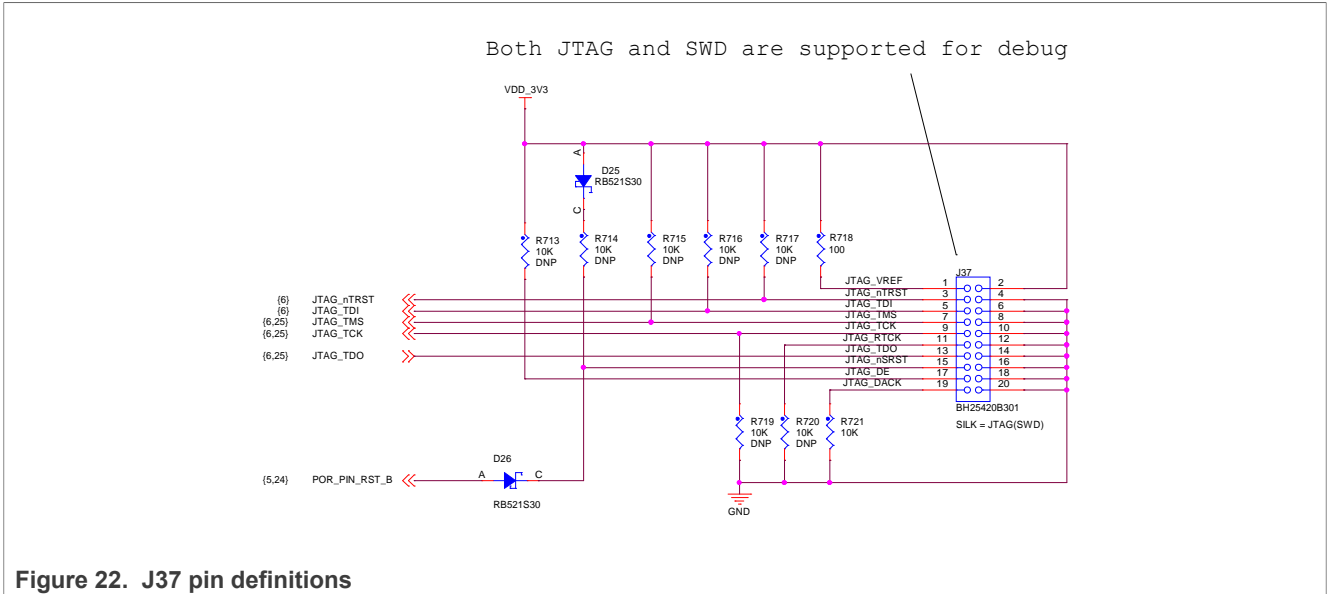 Both JTAG and SWD are supported for debug
VDD_3V3
A
D25
RB521S30
C
R713
10K
DNP
R714
10K
DNP
R715
10K
DNP
R716
10K
DNP
R717
10K
DNP
R718
100
J37
JTAG_VREF 1 2
{6} JTAG_nTRST JTAG_nTRST 3 4
{6} JTAG_TDI JTAG_TDI 5 6
{6,25} JTAG_TMS JTAG_TMS 7 8
{6,25} JTAG_TCK JTAG_TCK 9 10
JTAG_RTCK 11 12
{6,25} JTAG_TDO JTAG_TDO 13 14
JTAG_nSRST 15 16
JTAG_DE 17 18
JTAG_DACK 19 20
BH25420B301
SILK = JTAG(SWD)
R719
10K
DNP
R720
10K
DNP
R721
10K
D26
{5,24} POR_PIN_RST_B A C
RB521S30
GND
Figure 22. J37 pin definitions